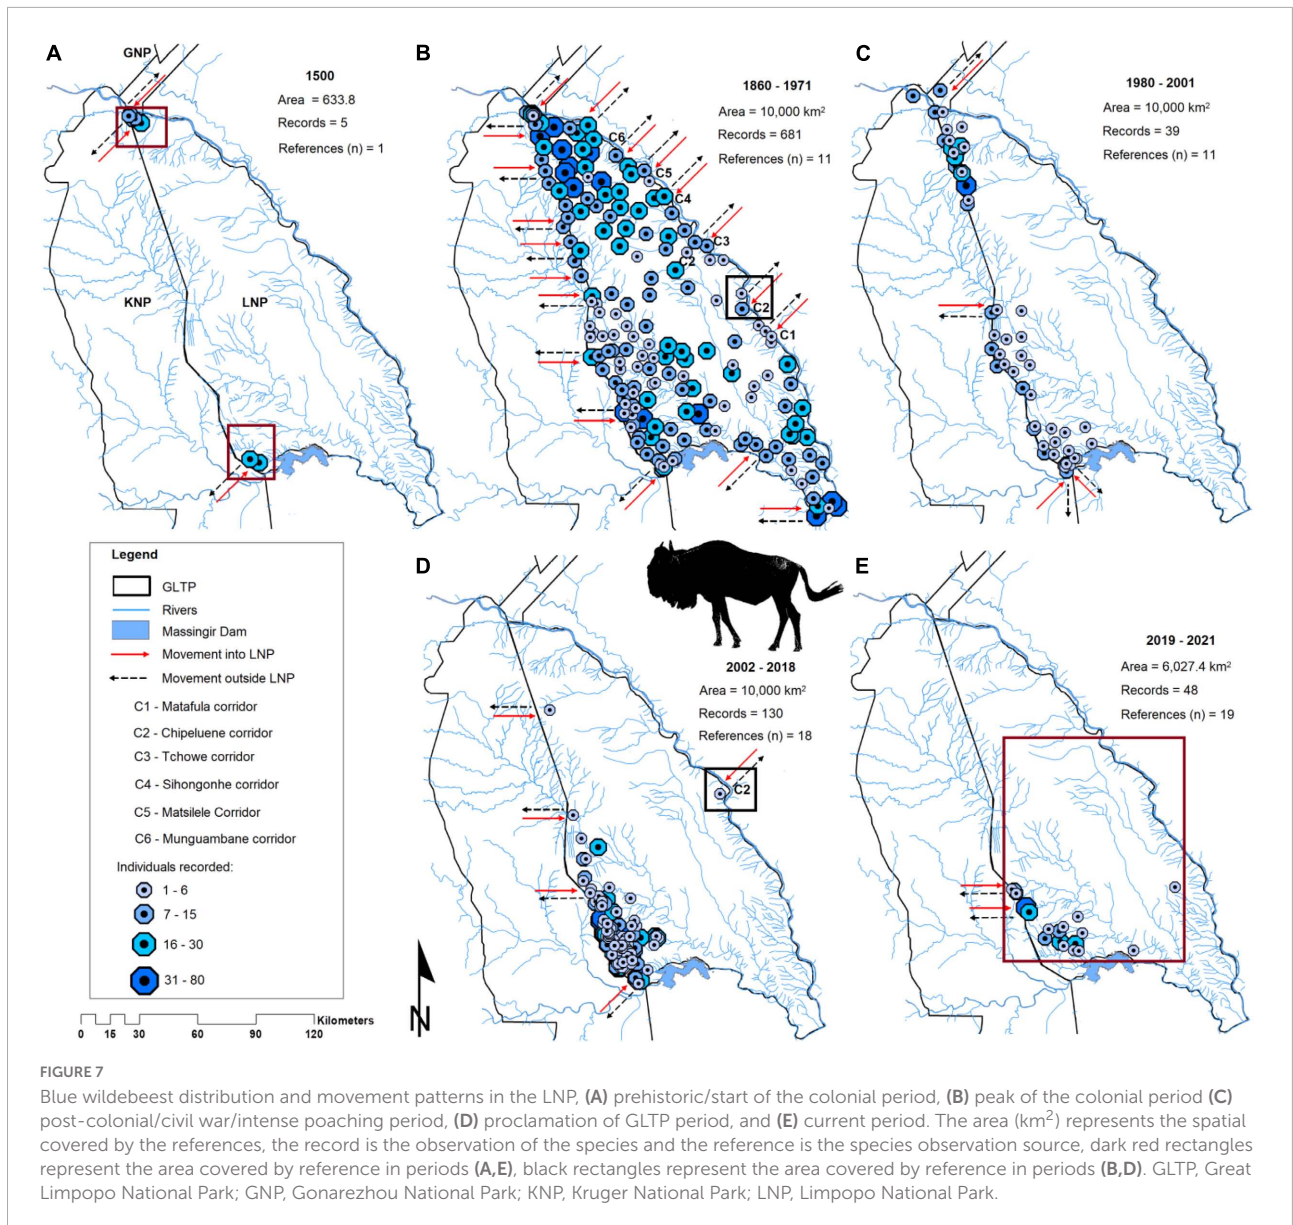 A
GNP
1500
Area = 633.8
Records = 5
References (n) = 1
KNP
LNP
B
1860 - 1971
Area = 10,000 km²
Records = 681
References (n) = 11
C6
C5
C4
C3
C2
C2
C1
C
1980 - 2001
Area = 10,000 km²
Records = 39
References (n) = 11
Legend
GLTP
Rivers
Massingir Dam
Movement into LNP
Movement outside LNP
C1 - Matafula corridor
C2 - Chipeluene corridor
C3 - Tchowe corridor
C4 - Sihongonhe corridor
C5 - Matsilele Corridor
C6 - Munguambane corridor
Individuals recorded:
1 - 6
7 - 15
16 - 30
31 - 80
Kilometers
0 16 30 60 90 120
N
D
2002 - 2018
Area = 10,000 km²
Records = 130
References (n) = 18
C2
E
2019 - 2021
Area = 6,027.4 km²
Records = 48
References (n) = 19
FIGURE 7
Blue wildebeest distribution and movement patterns in the LNP, (A) prehistoric/start of the colonial period, (B) peak of the colonial period (C)
post-colonial/civil war/intense poaching period, (D) proclamation of GLTP period, and (E) current period. The area (km²) represents the spatial
covered by the references, the record is the observation of the species and the reference is the species observation source, dark red rectangles
represent the area covered by reference in periods (A,E), black rectangles represent the area covered by reference in periods (B,D). GLTP, Great
Limpopo National Park; GNP, Gonarezhou National Park; KNP, Kruger National Park; LNP, Limpopo National Park.